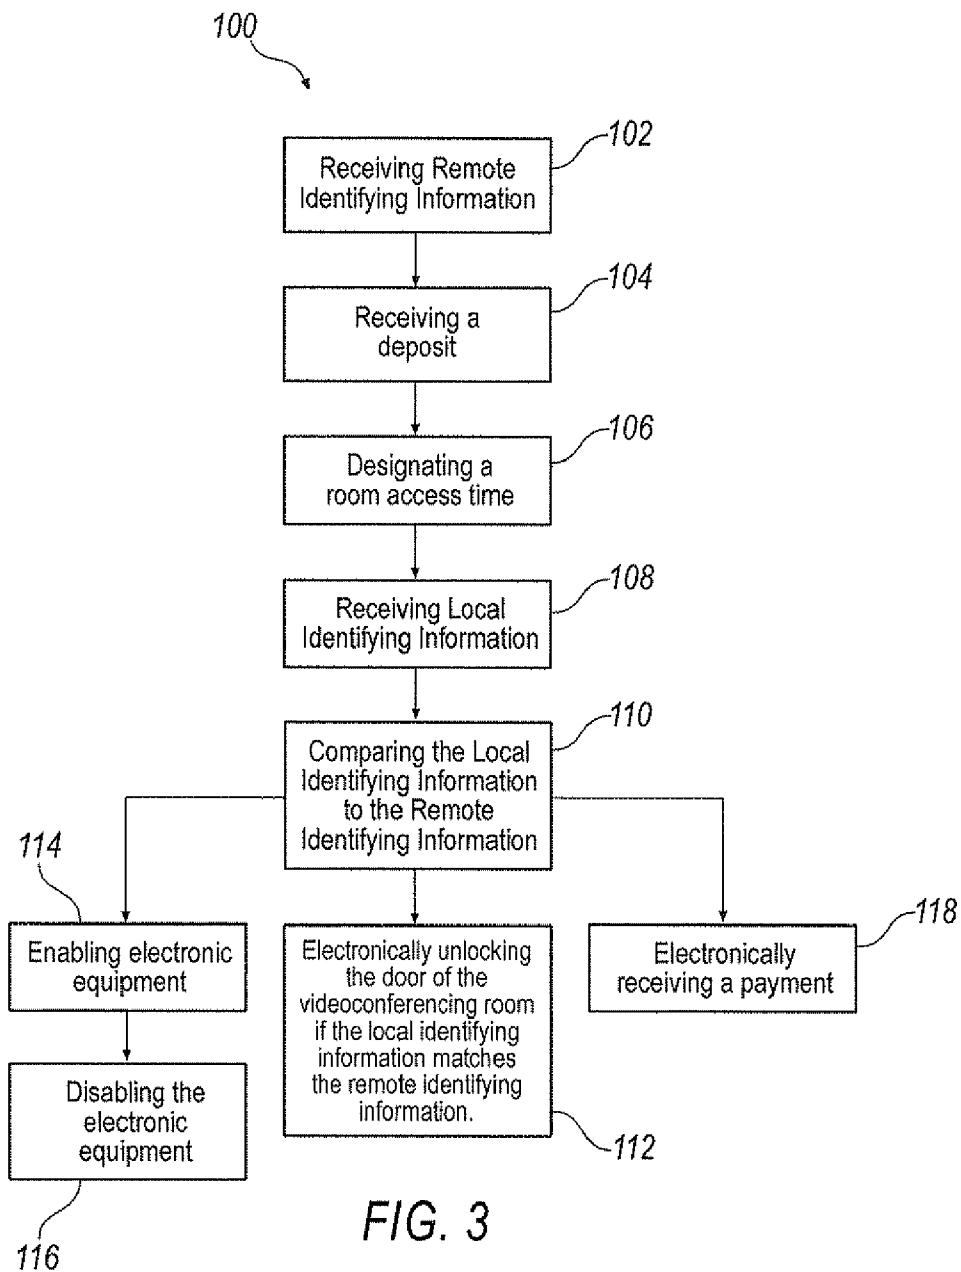 100
102
Receiving Remote
Identifying Information
104
Receiving a
deposit
106
Designating a
room access time
108
Receiving Local
Identifying Information
110
Comparing the Local
Identifying Information
to the Remote
Identifying Information
114
Enabling electronic
equipment
Electronically unlocking
the door of the
videoconferencing room
if the local identifying
information matches
the remote identifying
information.
118
Electronically
receiving a payment
Disabling the
electronic
equipment
112
116
FIG. 3